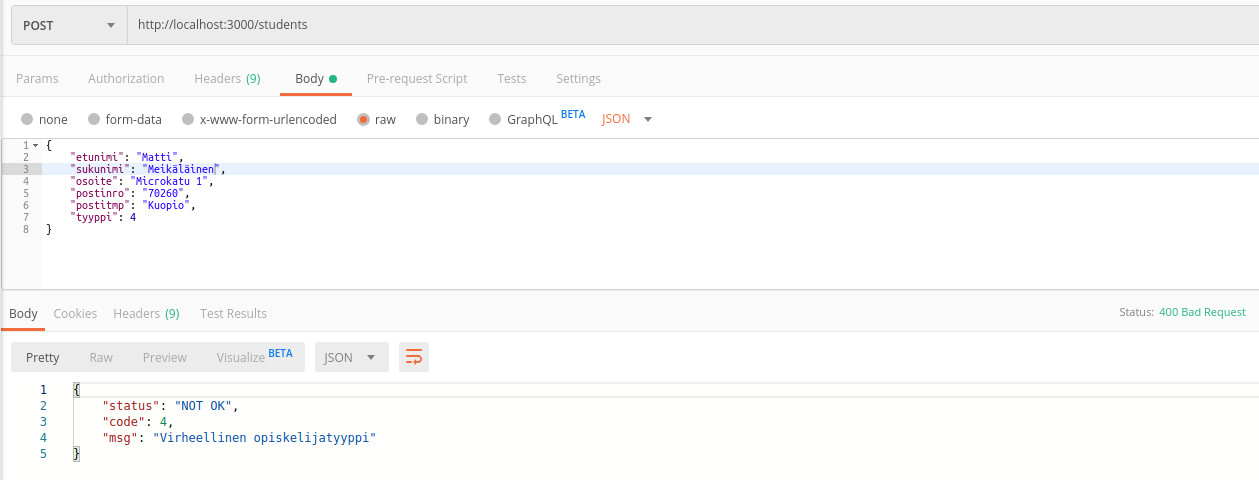 POST http://localhost:3000/students
Params Authorization Headers (9) Body Pre-request Script Tests Settings
none form-data x-www-form-urlencoded raw binary GraphQL BETA JSON
1 {
2 "etunimi": "Matti",
3 "sukunimi": "Meikäläinen",
4 "osoite": "Microkatu 1",
5 "postinro": "70260",
6 "postitmp": "Kuopio",
7 "tyyppi": 4
8 }
Body Cookies Headers (9) Test Results Status: 400 Bad Request
Pretty Raw Preview Visualize BETA JSON
1 {
2 "status": "NOT OK",
3 "code": 4,
4 "msg": "Virheellinen opiskelijatyyppi"
5 }